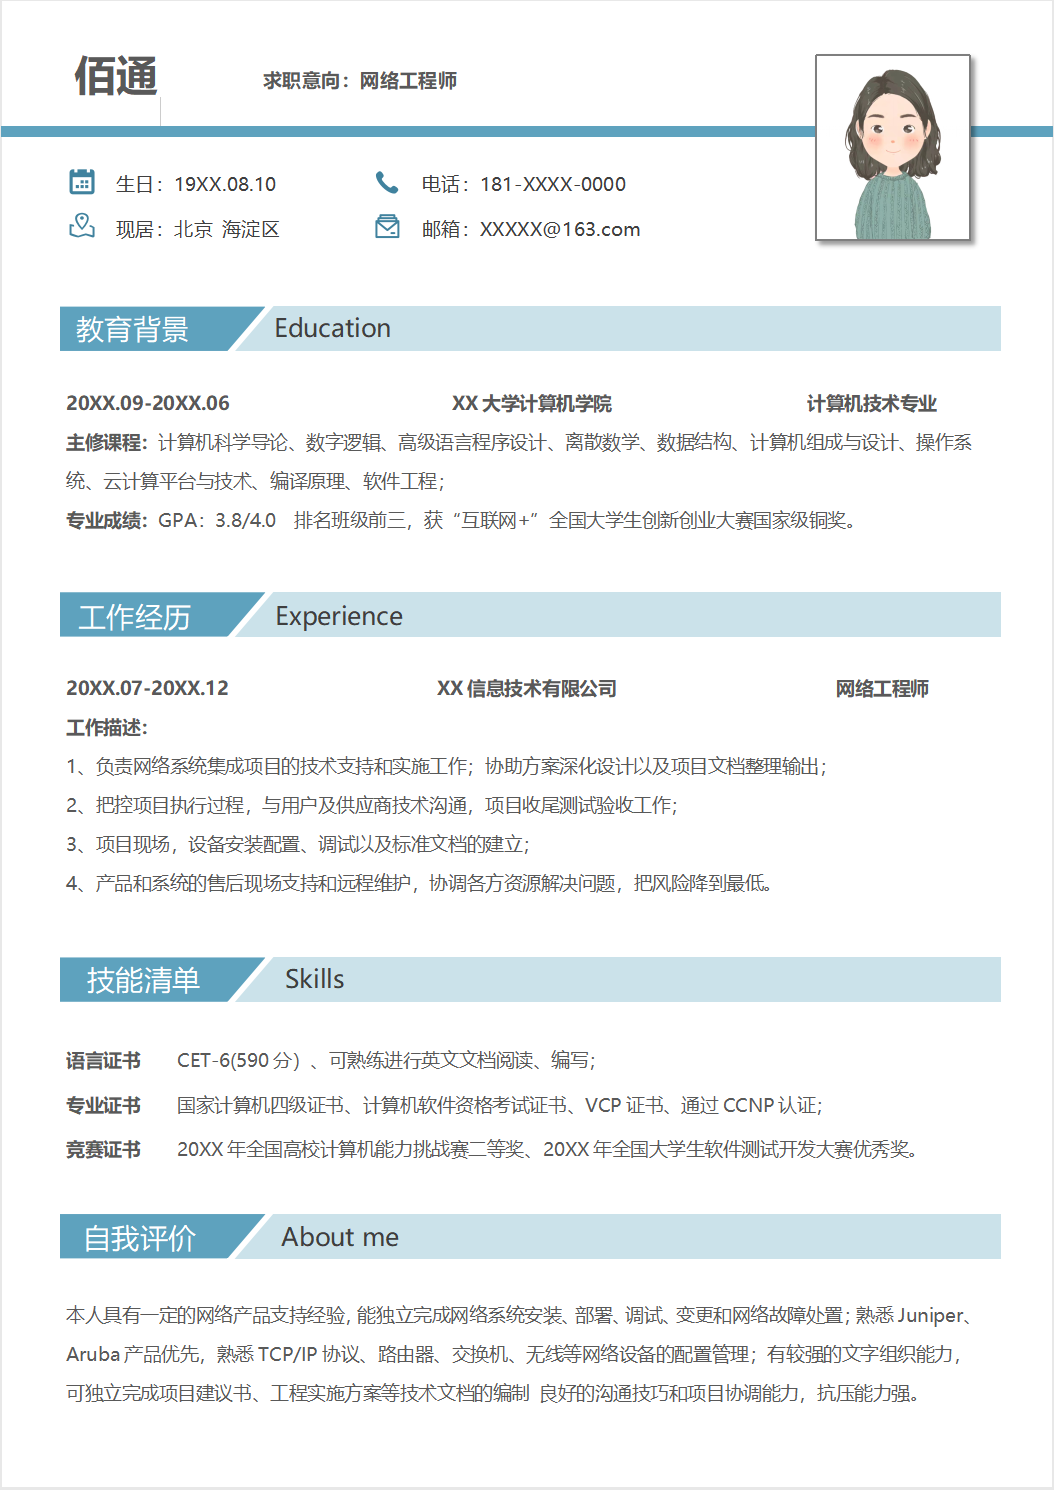 佰通
求职意向：网络工程师
生日：19XX.08.10
电话：181-XXXX-0000
现居：北京 海淀区
邮箱：XXXXX@163.com
教育背景 Education
20XX.09-20XX.06 XX 大学计算机学院 计算机技术专业
主修课程：计算机科学导论、数字逻辑、高级语言程序设计、离散数学、数据结构、计算机组成与设计、操作系
统、云计算平台与技术、编译原理、软件工程；
专业成绩：GPA：3.8/4.0 排名班级前三，获“互联网+”全国大学生创新创业大赛国家级铜奖。
工作经历 Experience
20XX.07-20XX.12 XX 信息技术有限公司 网络工程师
工作描述：
1、负责网络系统集成项目的技术支持和实施工作；协助方案深化设计以及项目文档整理输出；
2、把控项目执行过程，与用户及供应商技术沟通，项目收尾测试验收工作；
3、项目现场，设备安装配置、调试以及标准文档的建立；
4、产品和系统的售后现场支持和远程维护，协调各方资源解决问题，把风险降到最低。
技能清单 Skills
语言证书 CET-6(590 分）、可熟练进行英文文档阅读、编写；
专业证书 国家计算机四级证书、计算机软件资格考试证书、VCP 证书、通过 CCNP 认证；
竞赛证书 20XX 年全国高校计算机能力挑战赛二等奖、20XX 年全国大学生软件测试开发大赛优秀奖。
自我评价 About me
本人具有一定的网络产品支持经验，能独立完成网络系统安装、部署、调试、变更和网络故障处置；熟悉 Juniper、
Aruba 产品优先，熟悉 TCP/IP 协议、路由器、交换机、无线等网络设备的配置管理；有较强的文字组织能力，
可独立完成项目建议书、工程实施方案等技术文档的编制 良好的沟通技巧和项目协调能力，抗压能力强。